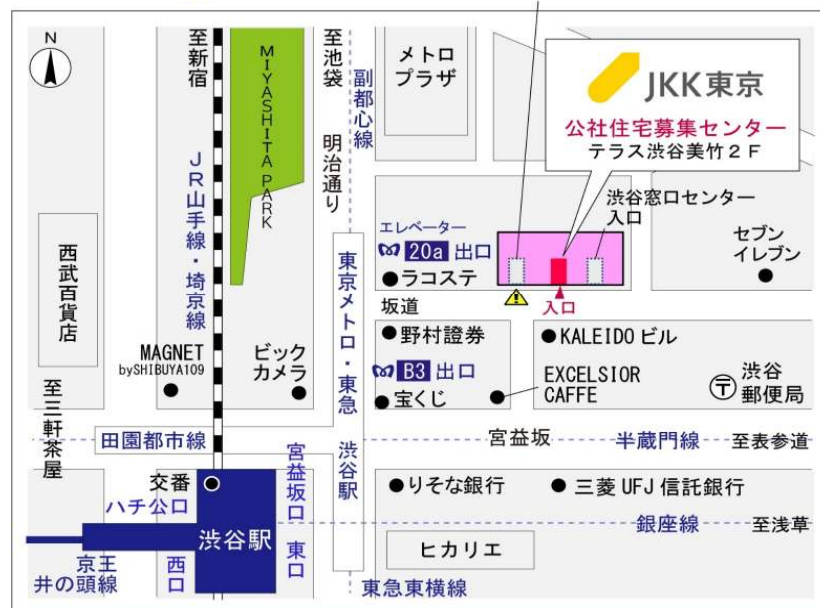 N
至新宿
MIYASHITA PARK
至池袋
明治通り
副都心線
メトロ
プラザ
JKK東京
公社住宅募集センター
テラス渋谷美竹２Ｆ
渋谷窓口センター
入口
JR山手線・埼京線
西武百貨店
エレベーター
20a 出口
ラコステ
入口
セブン
イレブン
坂道
東京メトロ・東急 渋谷駅
野村證券
KALEIDO ビル
MAGNET
bySHIBUYA109
ビック
カメラ
B3 出口
宝くじ
EXCELSIOR
CAFFE
渋谷
郵便局
至三軒茶屋
田園都市線
宮益坂
半蔵門線
至表参道
交番
ハチ公口
宮益坂口
りそな銀行
三菱 UFJ 信託銀行
渋谷駅
銀座線
至浅草
京王
井の頭線
西口
東口
ヒカリエ
東急東横線